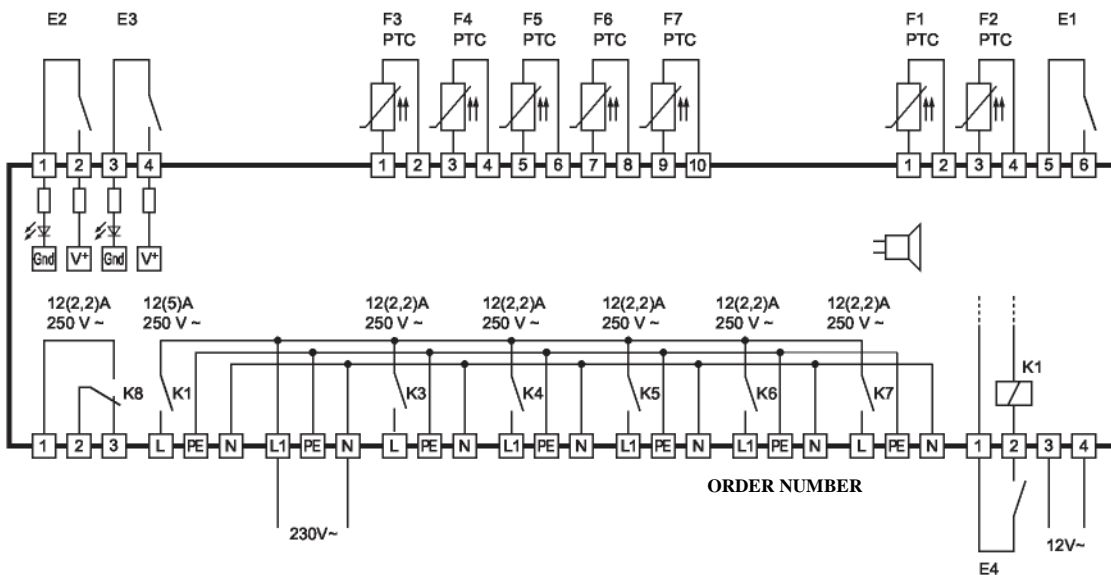 E2 E3 F3 F4 F5 F6 F7 F1 F2 E1
PTC PTC PTC PTC PTC PTC PTC
1 2 3 4 1 2 3 4 5 6 7 8 9 10 1 2 3 4 5 6
Gnd V+ Gnd V+
12(2,2)A 12(5)A 12(2,2)A 12(2,2)A 12(2,2)A 12(2,2)A 12(2,2)A
250 V ~ 250 V ~ 250 V ~ 250 V ~ 250 V ~ 250 V ~ 250 V ~
K8 K1 K3 K4 K5 K6 K7 K1
1 2 3 L PE N L1 PE N L PE N L1 PE N L1 PE N L1 PE N L PE N 1 2 3 4
ORDER NUMBER
230V~ 12V~
E4